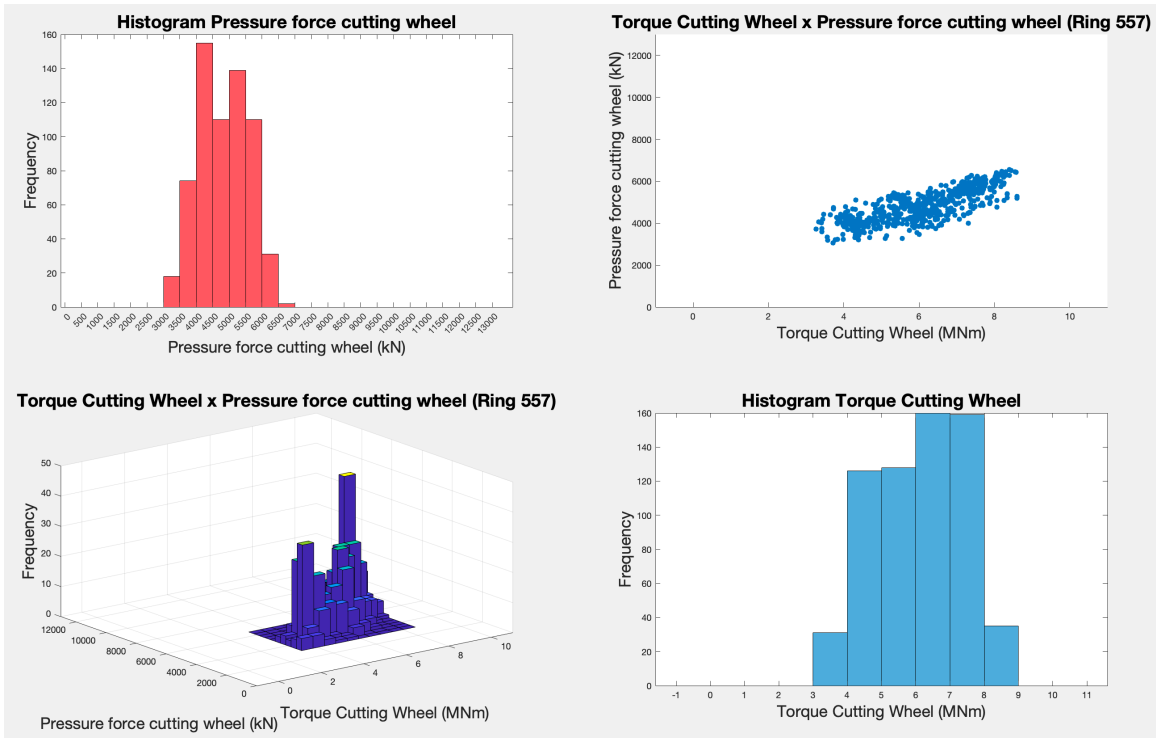 Histogram Pressure force cutting wheel
160
140
120
100
80
60
40
20
0
Frequency
0 500 1000 1500 2000 2500 3000 3500 4000 4500 5000 5500 6000 6500 7000 7500 8000 8500 9000 9500 10000 10500 11000 11500 12000 12500 13000
Pressure force cutting wheel (kN)
Torque Cutting Wheel x Pressure force cutting wheel (Ring 557)
12000
10000
8000
6000
4000
2000
0
Pressure force cutting wheel (kN)
0 2 4 6 8 10
Torque Cutting Wheel (MNm)
Torque Cutting Wheel x Pressure force cutting wheel (Ring 557)
50
40
30
20
10
0
Frequency
12000
10000
8000
6000
4000
2000
0
Pressure force cutting wheel (kN)
0 2 4 6 8 10
Torque Cutting Wheel (MNm)
Histogram Torque Cutting Wheel
160
140
120
100
80
60
40
20
0
Frequency
-1 0 1 2 3 4 5 6 7 8 9 10 11
Torque Cutting Wheel (MNm)